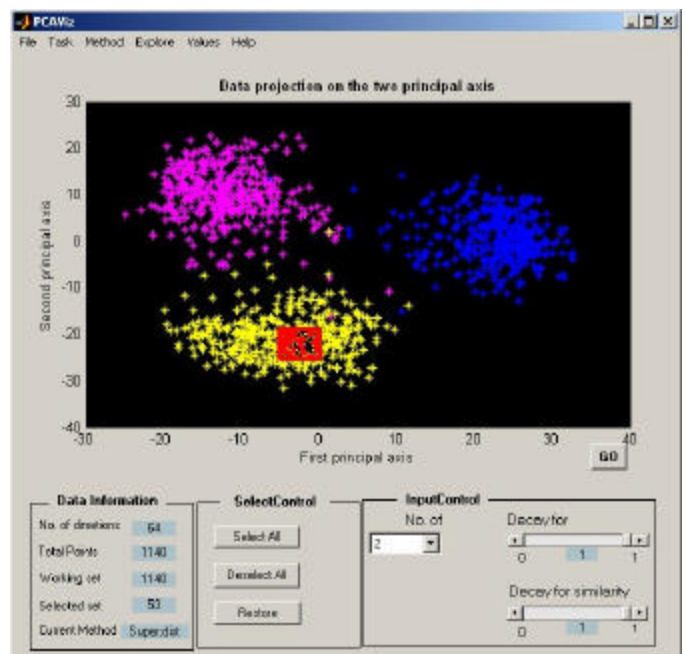 PCAViz
File Task Method Explore Values Help
Data projection on the two principal axis
30
20
10
0
-10
-20
-30
-40
Second principal axis
-30 -20 -10 0 10 20 30 40
First principal axis
GO
Data Information
No. of directions 64
Total Points 1140
Working set 1140
Selected set 53
Current Method Super.dist
SelectControl
Select All
Deselect All
Restore
InputControl
No. of
2
Decay for
0 1 1
Decay for similarity
0 1 1